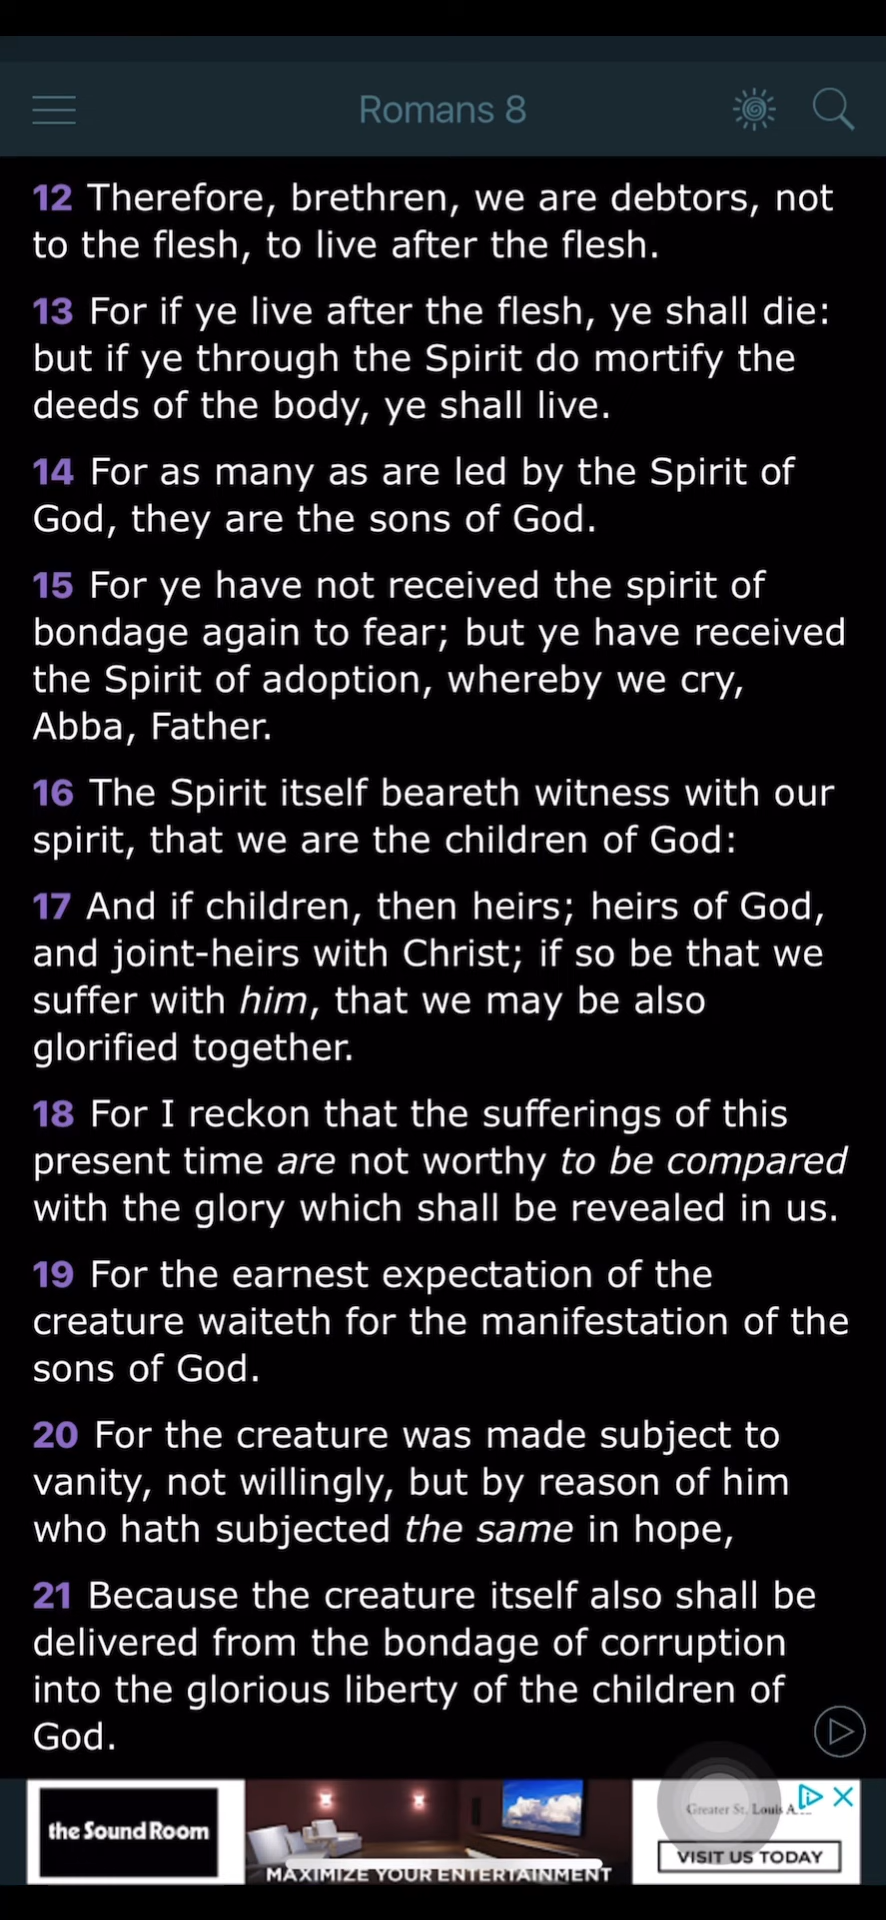 Romans 8
12 Therefore, brethren, we are debtors, not
to the flesh, to live after the flesh.
13 For if ye live after the flesh, ye shall die:
but if ye through the Spirit do mortify the
deeds of the body, ye shall live.
14 For as many as are led by the Spirit of
God, they are the sons of God.
15 For ye have not received the spirit of
bondage again to fear; but ye have received
the Spirit of adoption, whereby we cry,
Abba, Father.
16 The Spirit itself beareth witness with our
spirit, that we are the children of God:
17 And if children, then heirs; heirs of God,
and joint-heirs with Christ; if so be that we
suffer with him, that we may be also
glorified together.
18 For I reckon that the sufferings of this
present time are not worthy to be compared
with the glory which shall be revealed in us.
19 For the earnest expectation of the
creature waiteth for the manifestation of the
sons of God.
20 For the creature was made subject to
vanity, not willingly, but by reason of him
who hath subjected the same in hope,
21 Because the creature itself also shall be
delivered from the bondage of corruption
into the glorious liberty of the children of
God.
the Sound Room
MAXIMIZE YOUR ENTERTAINMENT
Greater St. Louis A...
VISIT US TODAY